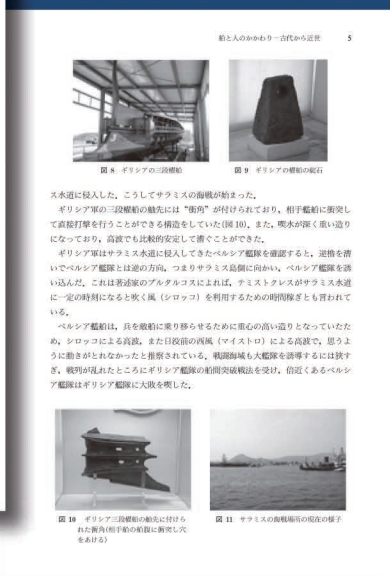 船と人のかかわり―古代から近世 5
図 8 ギリシアの三段櫂船
図 9 ギリシアの櫂船の錨石
ス水道に侵入した．こうしてサラミスの海戦が始まった．
ギリシア軍の三段櫂船の舳先には“衝角”が付けられており，相手艦船に衝突し
て直接打撃を行うことができる構造をしていた(図 10)．また，喫水が深く重い造り
になっており，高波でも比較的安定して漕ぐことができた．
ギリシア軍はサラミス水道に侵入してきたペルシア艦隊を確認すると，逆櫓を漕
いでペルシア艦隊とは逆の方向，つまりサラミス島側に向かい，ペルシア艦隊を誘
い込んだ．これは著述家のプルタルコスによれば，テミストクレスがサラミス水道
に一定の時刻になると吹く風（シロッコ）を利用するための時間稼ぎとも言われて
いる．
ペルシア艦船は，兵を敵船に乗り移らせるために重心の高い造りとなっていたた
め，シロッコによる高波，また日没前の西風（マイストロ）による高波で，思うよ
うに動きがとれなかったと推察されている．戦闘海域も大艦隊を誘導するには狭す
ぎ，戦列が乱れたところにギリシア艦隊の船間突破戦法を受け，倍近くあるペルシ
ア艦隊はギリシア艦隊に大敗を喫した．
図 10 ギリシア三段櫂船の舳先に付けら
れた衝角(相手船の船腹に衝突し穴
をあける)
図 11 サラミスの海戦場所の現在の様子